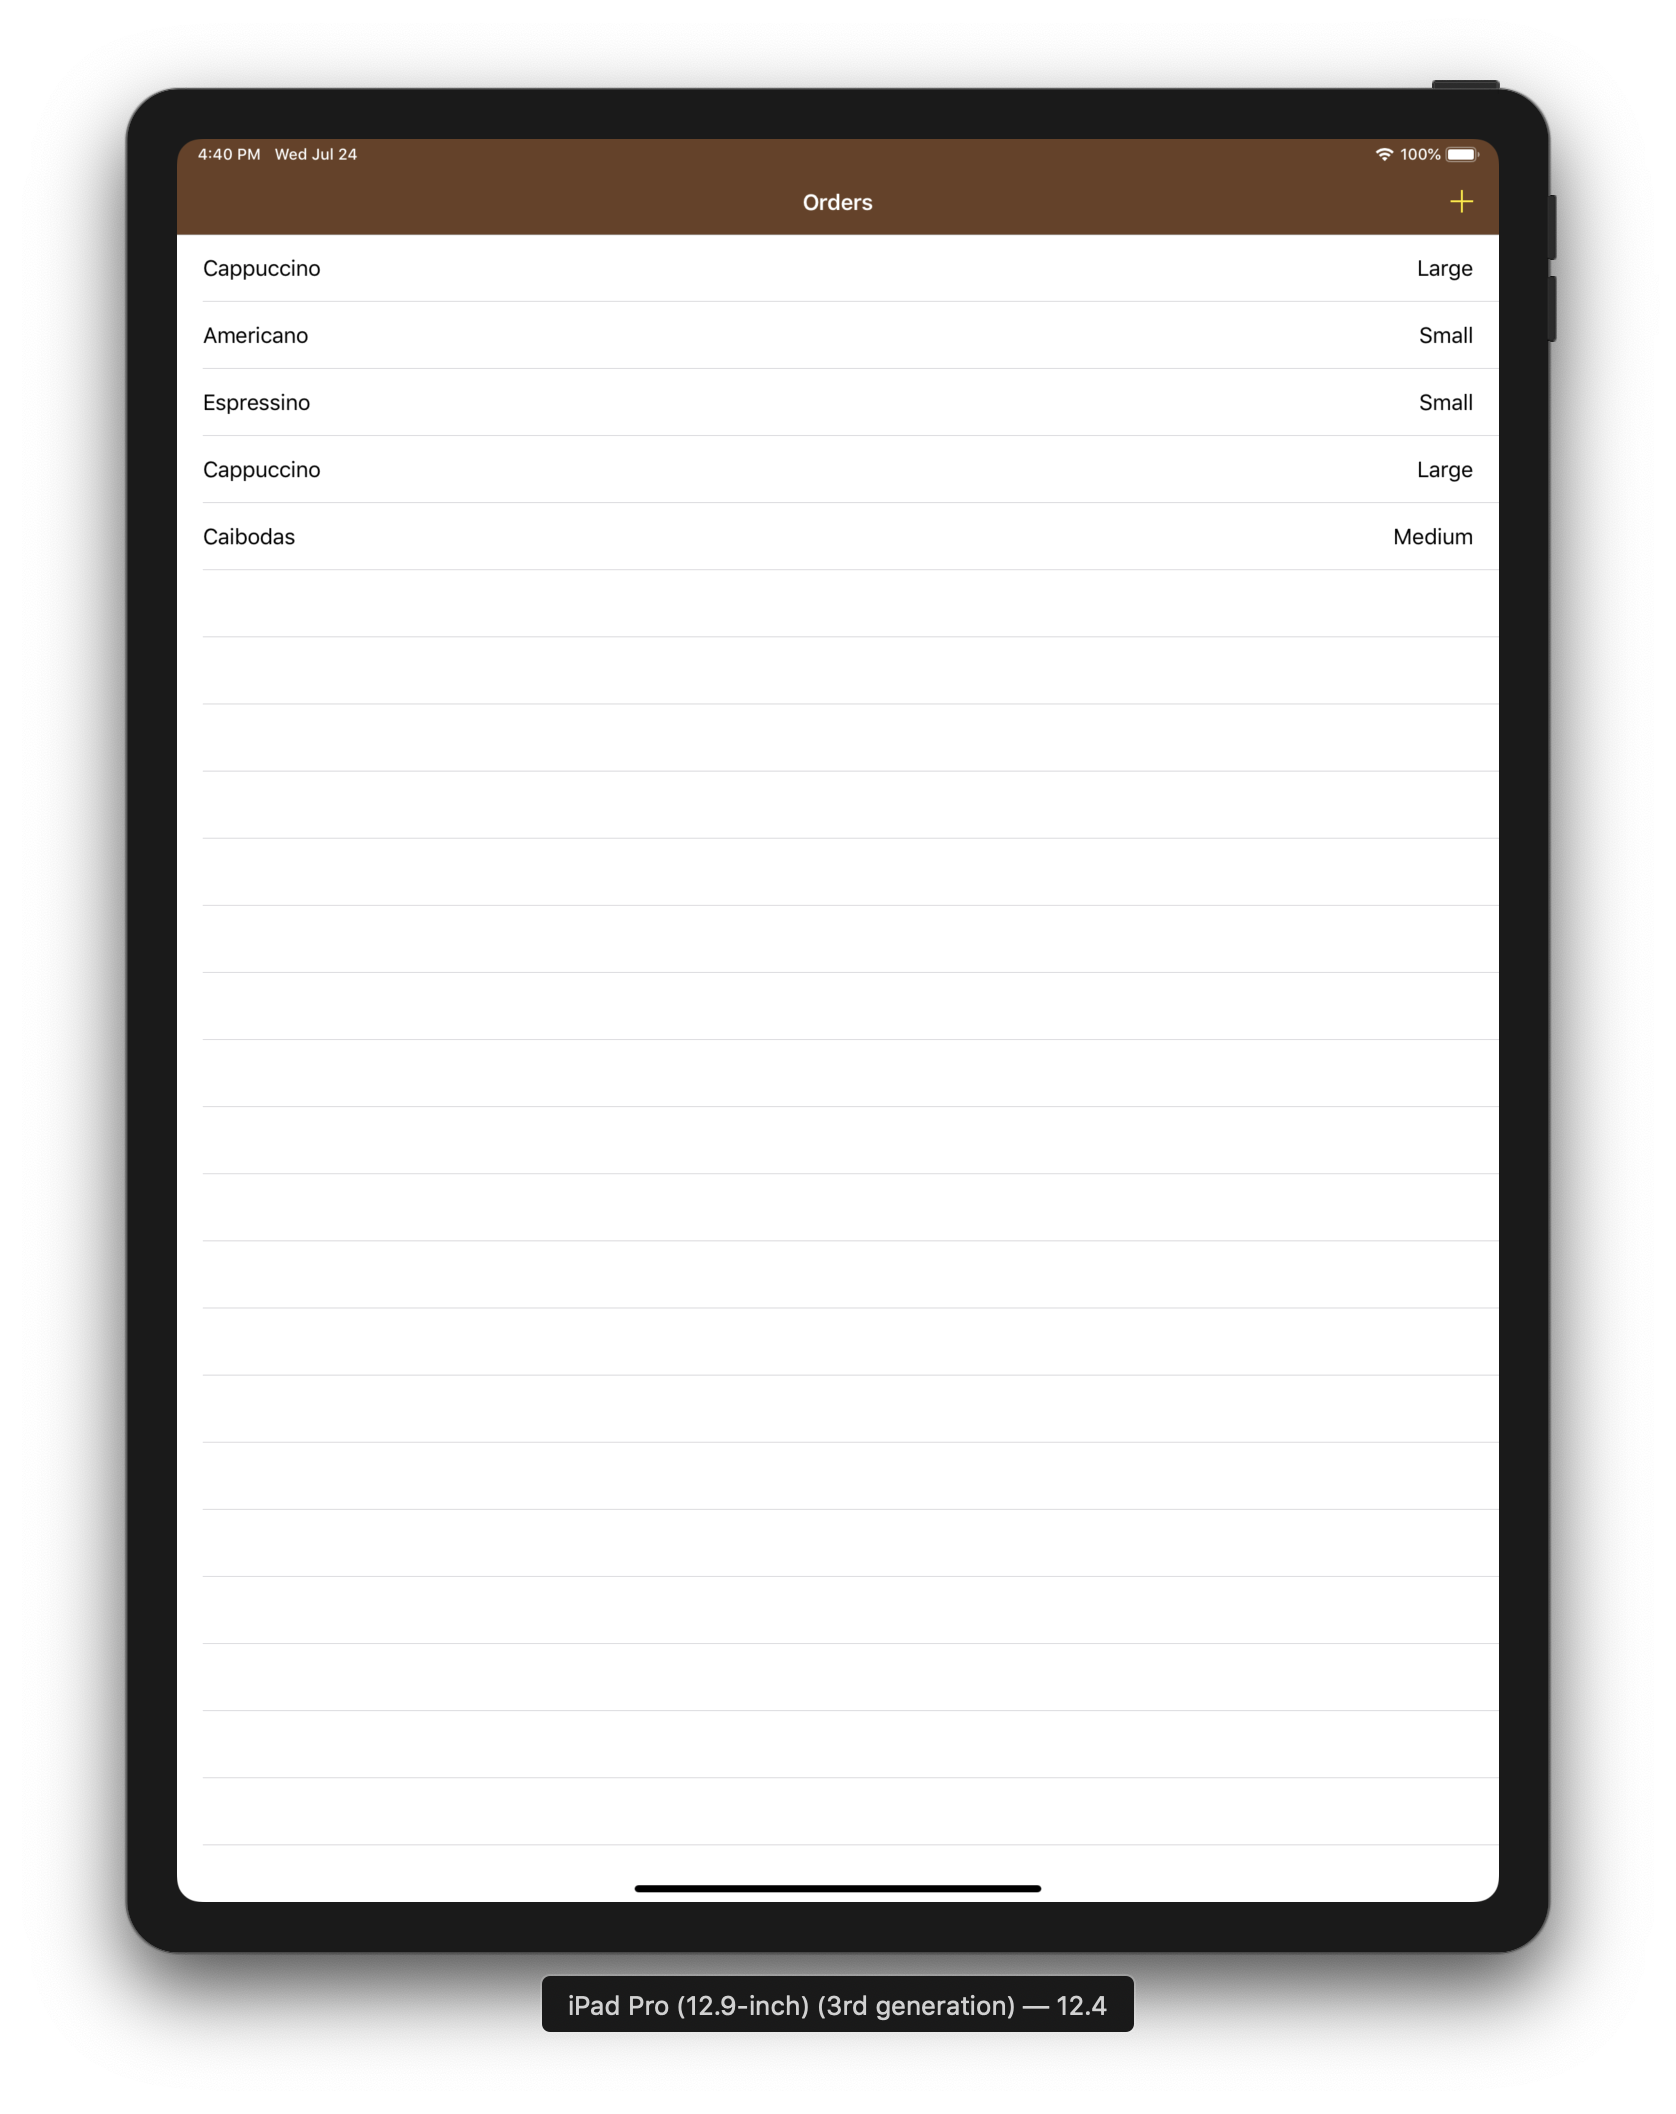 4:40 PM Wed Jul 24 100%
Orders
Cappuccino Large
Americano Small
Espressino Small
Cappuccino Large
Caibodas Medium
iPad Pro (12.9-inch) (3rd generation) — 12.4